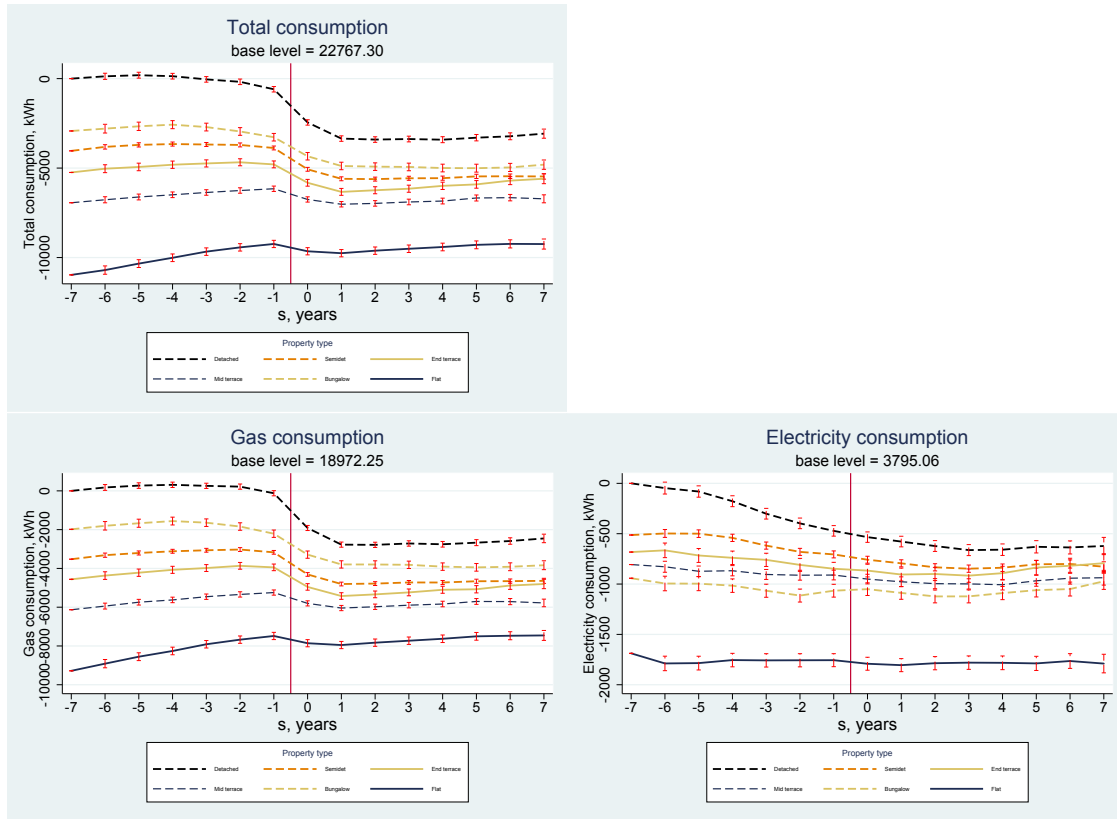 Total consumption
base level = 22767.30
Total consumption, kWh
0
-5000
-10000
-7 -6 -5 -4 -3 -2 -1 0 1 2 3 4 5 6 7
s, years
Property type
Detached Semidet End terrace
Mid terrace Bungalow Flat
Gas consumption
base level = 18972.25
Gas consumption, kWh
0
-2000
-4000
-6000
-8000
-10000
-7 -6 -5 -4 -3 -2 -1 0 1 2 3 4 5 6 7
s, years
Property type
Detached Semidet End terrace
Mid terrace Bungalow Flat
Electricity consumption
base level = 3795.06
Electricity consumption, kWh
0
-500
-1000
-1500
-2000
-7 -6 -5 -4 -3 -2 -1 0 1 2 3 4 5 6 7
s, years
Property type
Detached Semidet End terrace
Mid terrace Bungalow Flat